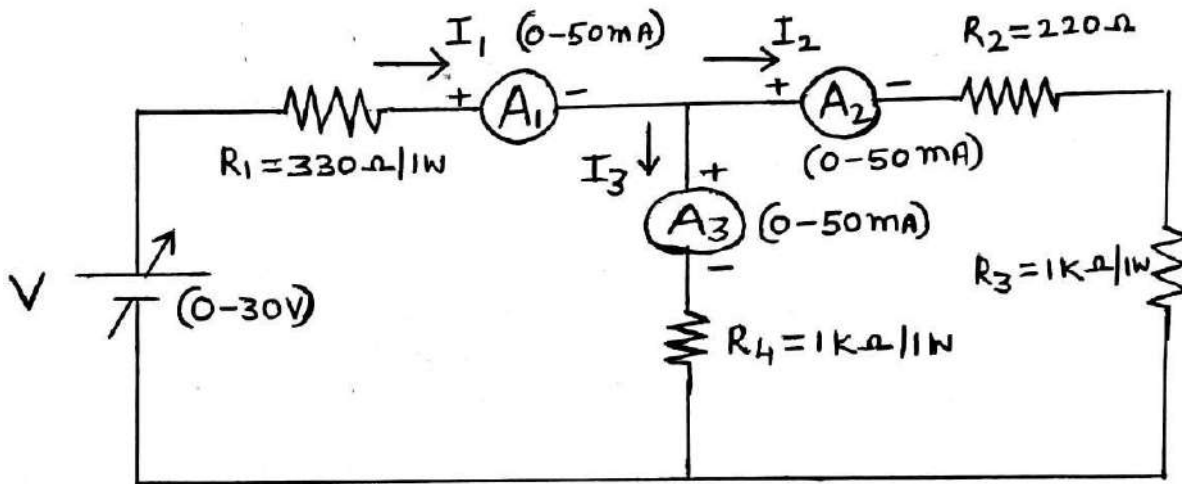 I1 (0-50mA) I2 R2=220Ω
+ A1 - + A2 -
R1=330Ω/1W (0-50mA)
I3 +
A3 (0-50mA)
-
R3=1KΩ/1W
V (0-30V)
R4=1KΩ/1W